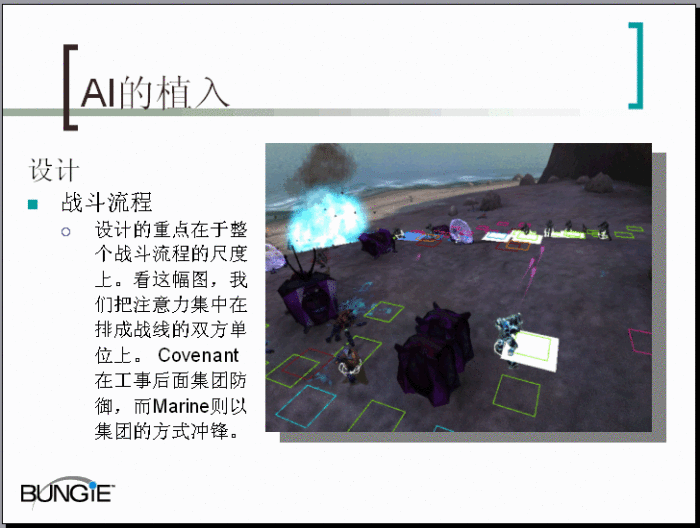 AI的植入
设计
战斗流程
设计的重点在于整
个战斗流程的尺度
上。看这幅图，我
们把注意力集中在
排成战线的双方单
位上。 Covenant
在工事后面集团防
御，而Marine则以
集团的方式冲锋。
BUNGiE™